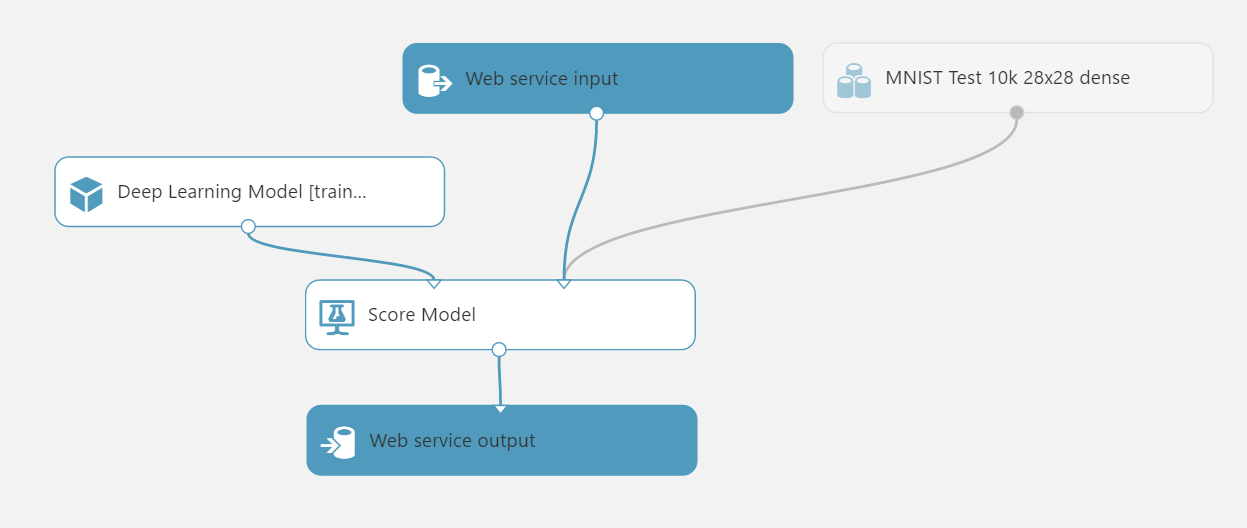 Web service input
MNIST Test 10k 28x28 dense
Deep Learning Model [train...
Score Model
Web service output